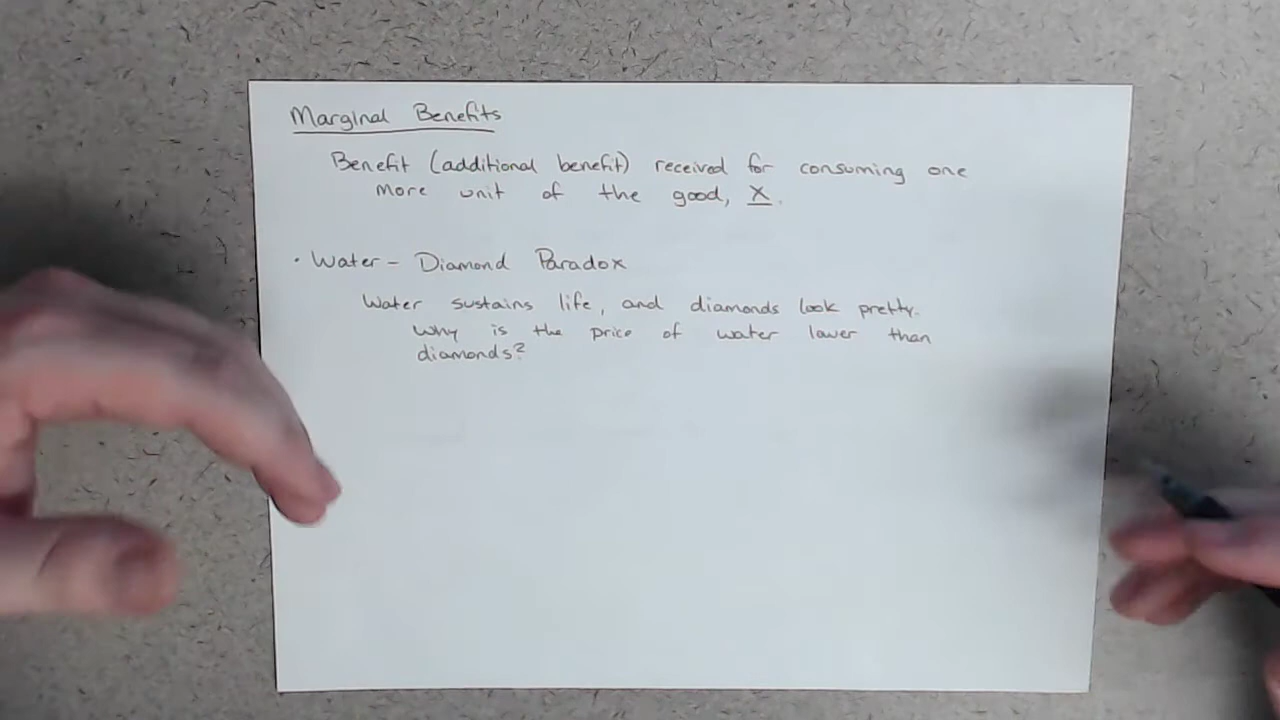 Marginal Benefits
Benefit (additional benefit) received for consuming one
more unit of the good, X.
• Water - Diamond Paradox
Water sustains life, and diamonds look pretty.
Why is the price of water lower than
diamonds?